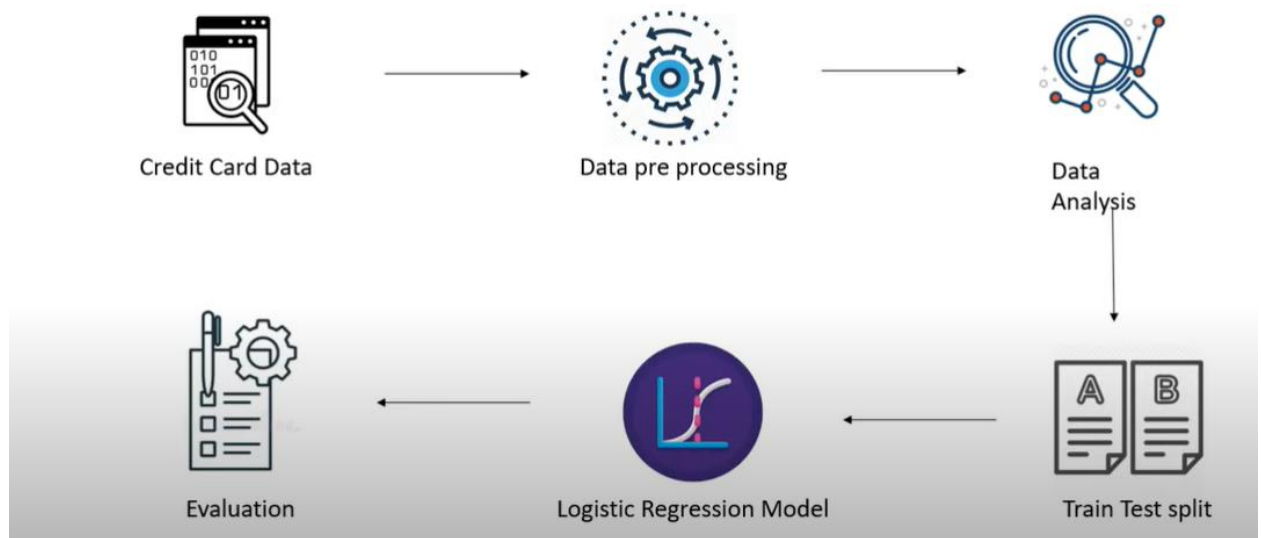 010
101
00
01
Credit Card Data
Data pre processing
Data
Analysis
A
B
Evaluation
Logistic Regression Model
Train Test split